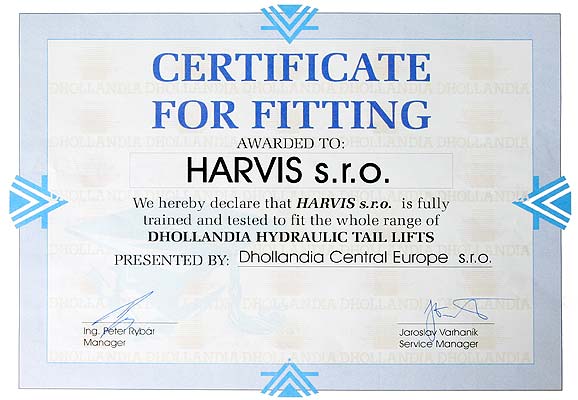 CERTIFICATE
FOR FITTING
AWARDED TO:
HARVIS s.r.o.
We hereby declare that HARVIS s.r.o. is fully
trained and tested to fit the whole range of
DHOLLANDIA HYDRAULIC TAIL LIFTS
PRESENTED BY: Dhollandia Central Europe s.r.o.
Ing. Peter Rybár
Manager
Jaroslav Varhanik
Service Manager